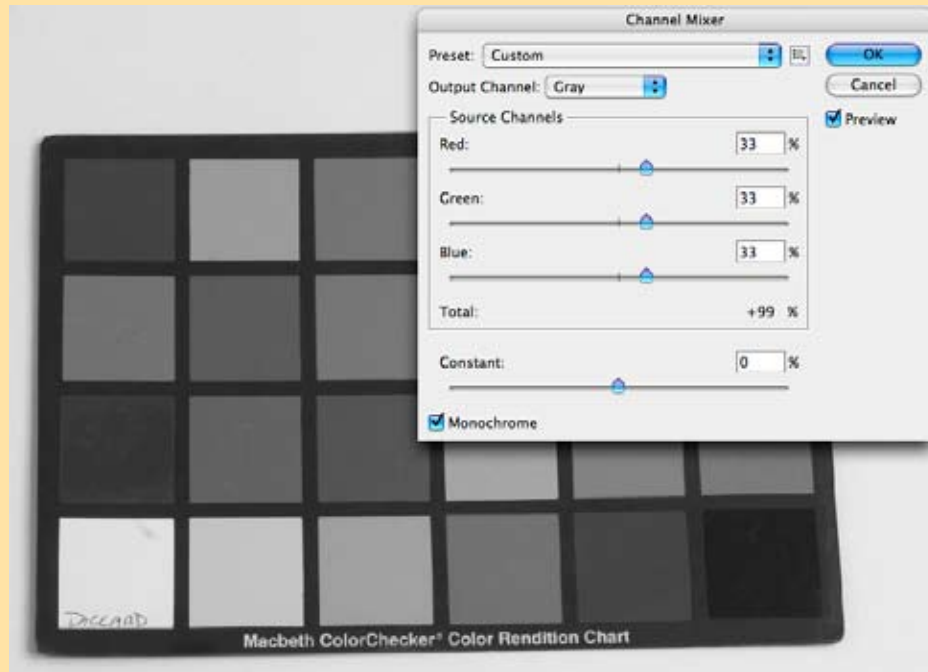 Channel Mixer
Preset: Custom
OK
Output Channel: Gray
Cancel
Source Channels
Preview
Red: 33 %
Green: 33 %
Blue: 33 %
Total: +99 %
Constant: 0 %
Monochrome
DISCARD
Macbeth ColorChecker® Color Rendition Chart